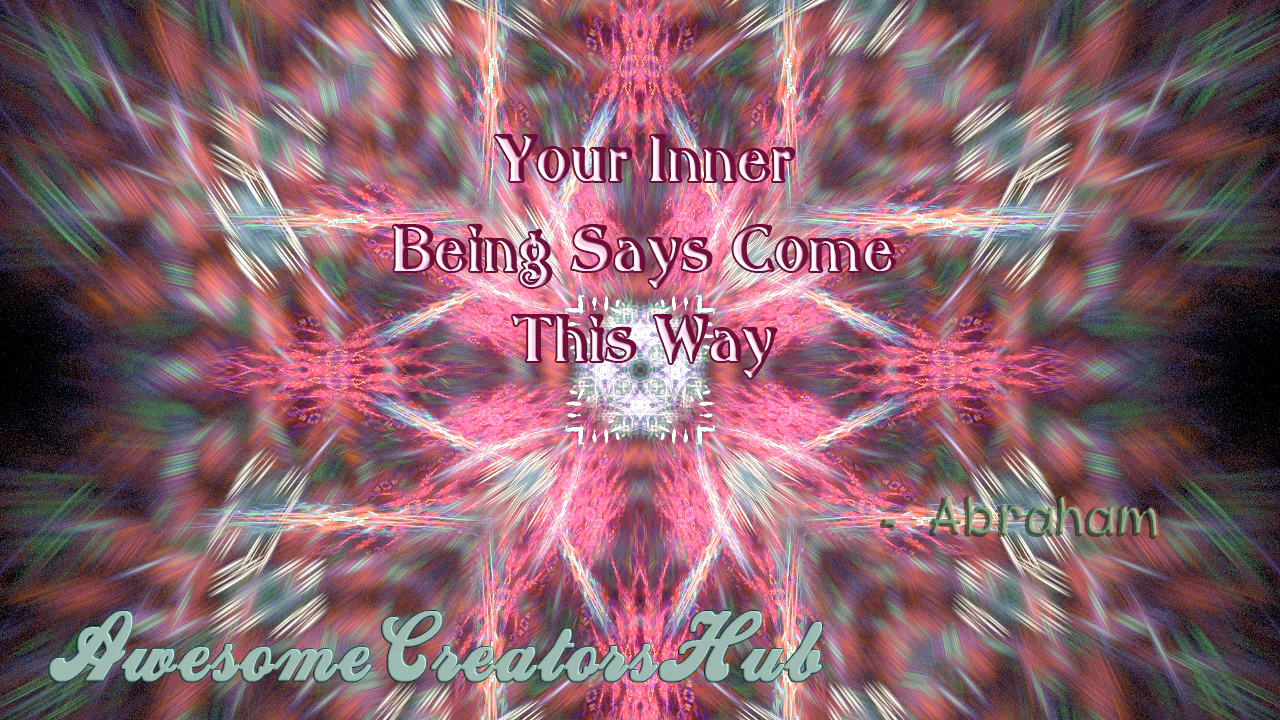 Your Inner
Being Says Come
This Way
- Abraham
AwesomeCreatorsHub